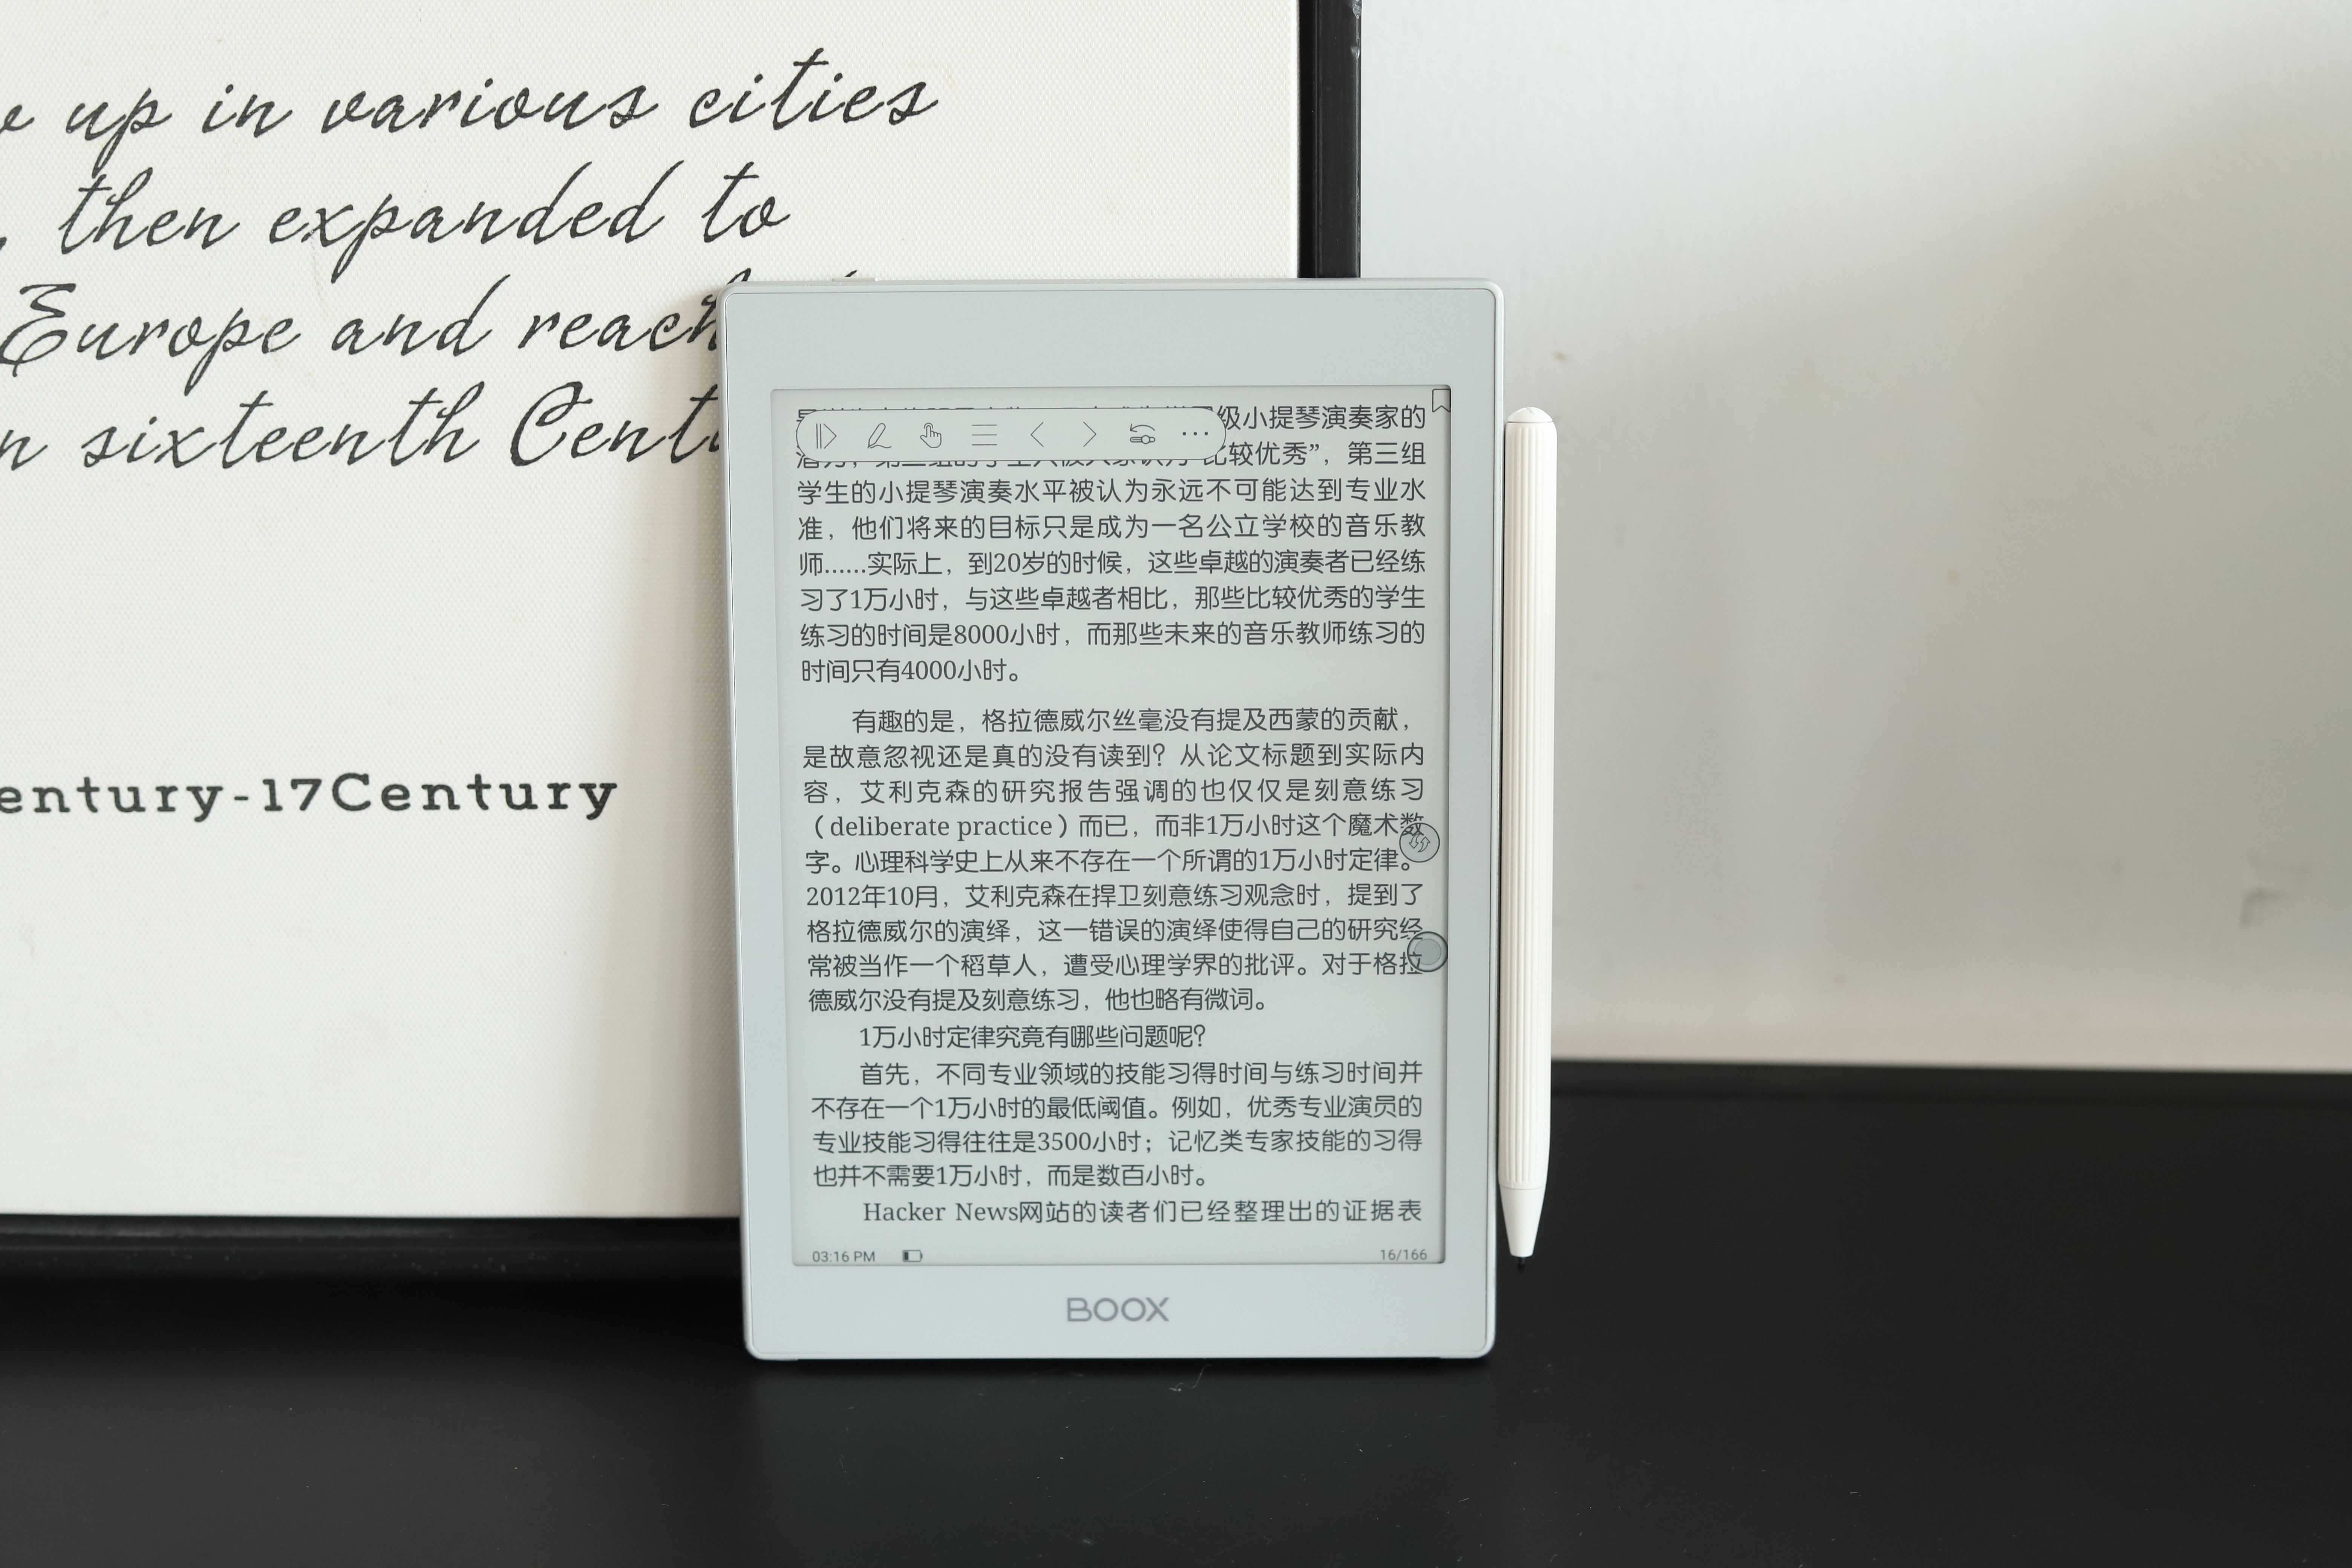 up in various cities
then expanded to
Europe and reach
sixteenth Cent
entury-17Century
级小提琴演奏家的
比较优秀”，第三组
学生的小提琴演奏水平被认为永远不可能达到专业水
准，他们将来的目标只是成为一名公立学校的音乐教
师……实际上，到20岁的时候，这些卓越的演奏者已经练
习了1万小时，与这些卓越者相比，那些比较优秀的学生
练习的时间是8000小时，而那些未来的音乐教师练习的
时间只有4000小时。
有趣的是，格拉德威尔丝毫没有提及西蒙的贡献，
是故意忽视还是真的没有读到？从论文标题到实际内
容，艾利克森的研究报告强调的也仅仅是刻意练习
（deliberate practice）而已，而非1万小时这个魔术数
字。心理科学史上从来不存在一个所谓的1万小时定律。
2012年10月，艾利克森在捍卫刻意练习观念时，提到了
格拉德威尔的演绎，这一错误的演绎使得自己的研究经
常被当作一个稻草人，遭受心理学界的批评。对于格拉
德威尔没有提及刻意练习，他也略有微词。
1万小时定律究竟有哪些问题呢？
首先，不同专业领域的技能习得时间与练习时间并
不存在一个1万小时的最低阈值。例如，优秀专业演员的
专业技能习得往往是3500小时；记忆类专家技能的习得
也并不需要1万小时，而是数百小时。
Hacker News网站的读者们已经整理出的证据表
03:16 PM
16/166
BOOX